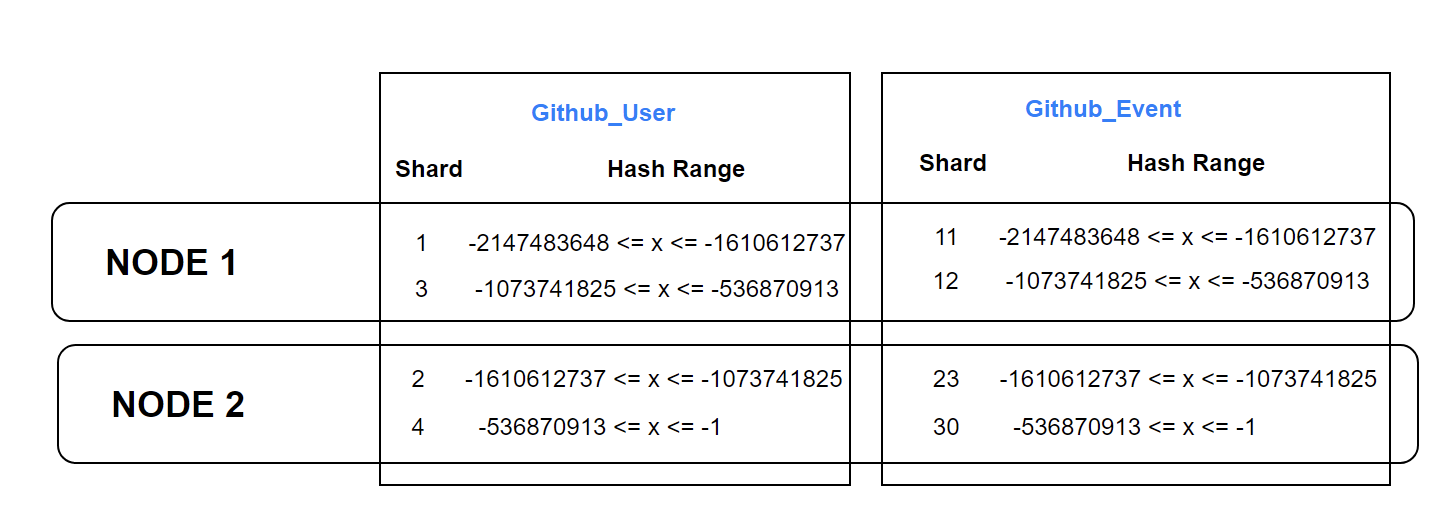 Github_User
Github_Event
Shard Hash Range
Shard Hash Range
NODE 1
1 -2147483648 <= x <= -1610612737
11 -2147483648 <= x <= -1610612737
3 -1073741825 <= x <= -536870913
12 -1073741825 <= x <= -536870913
NODE 2
2 -1610612737 <= x <= -1073741825
23 -1610612737 <= x <= -1073741825
4 -536870913 <= x <= -1
30 -536870913 <= x <= -1